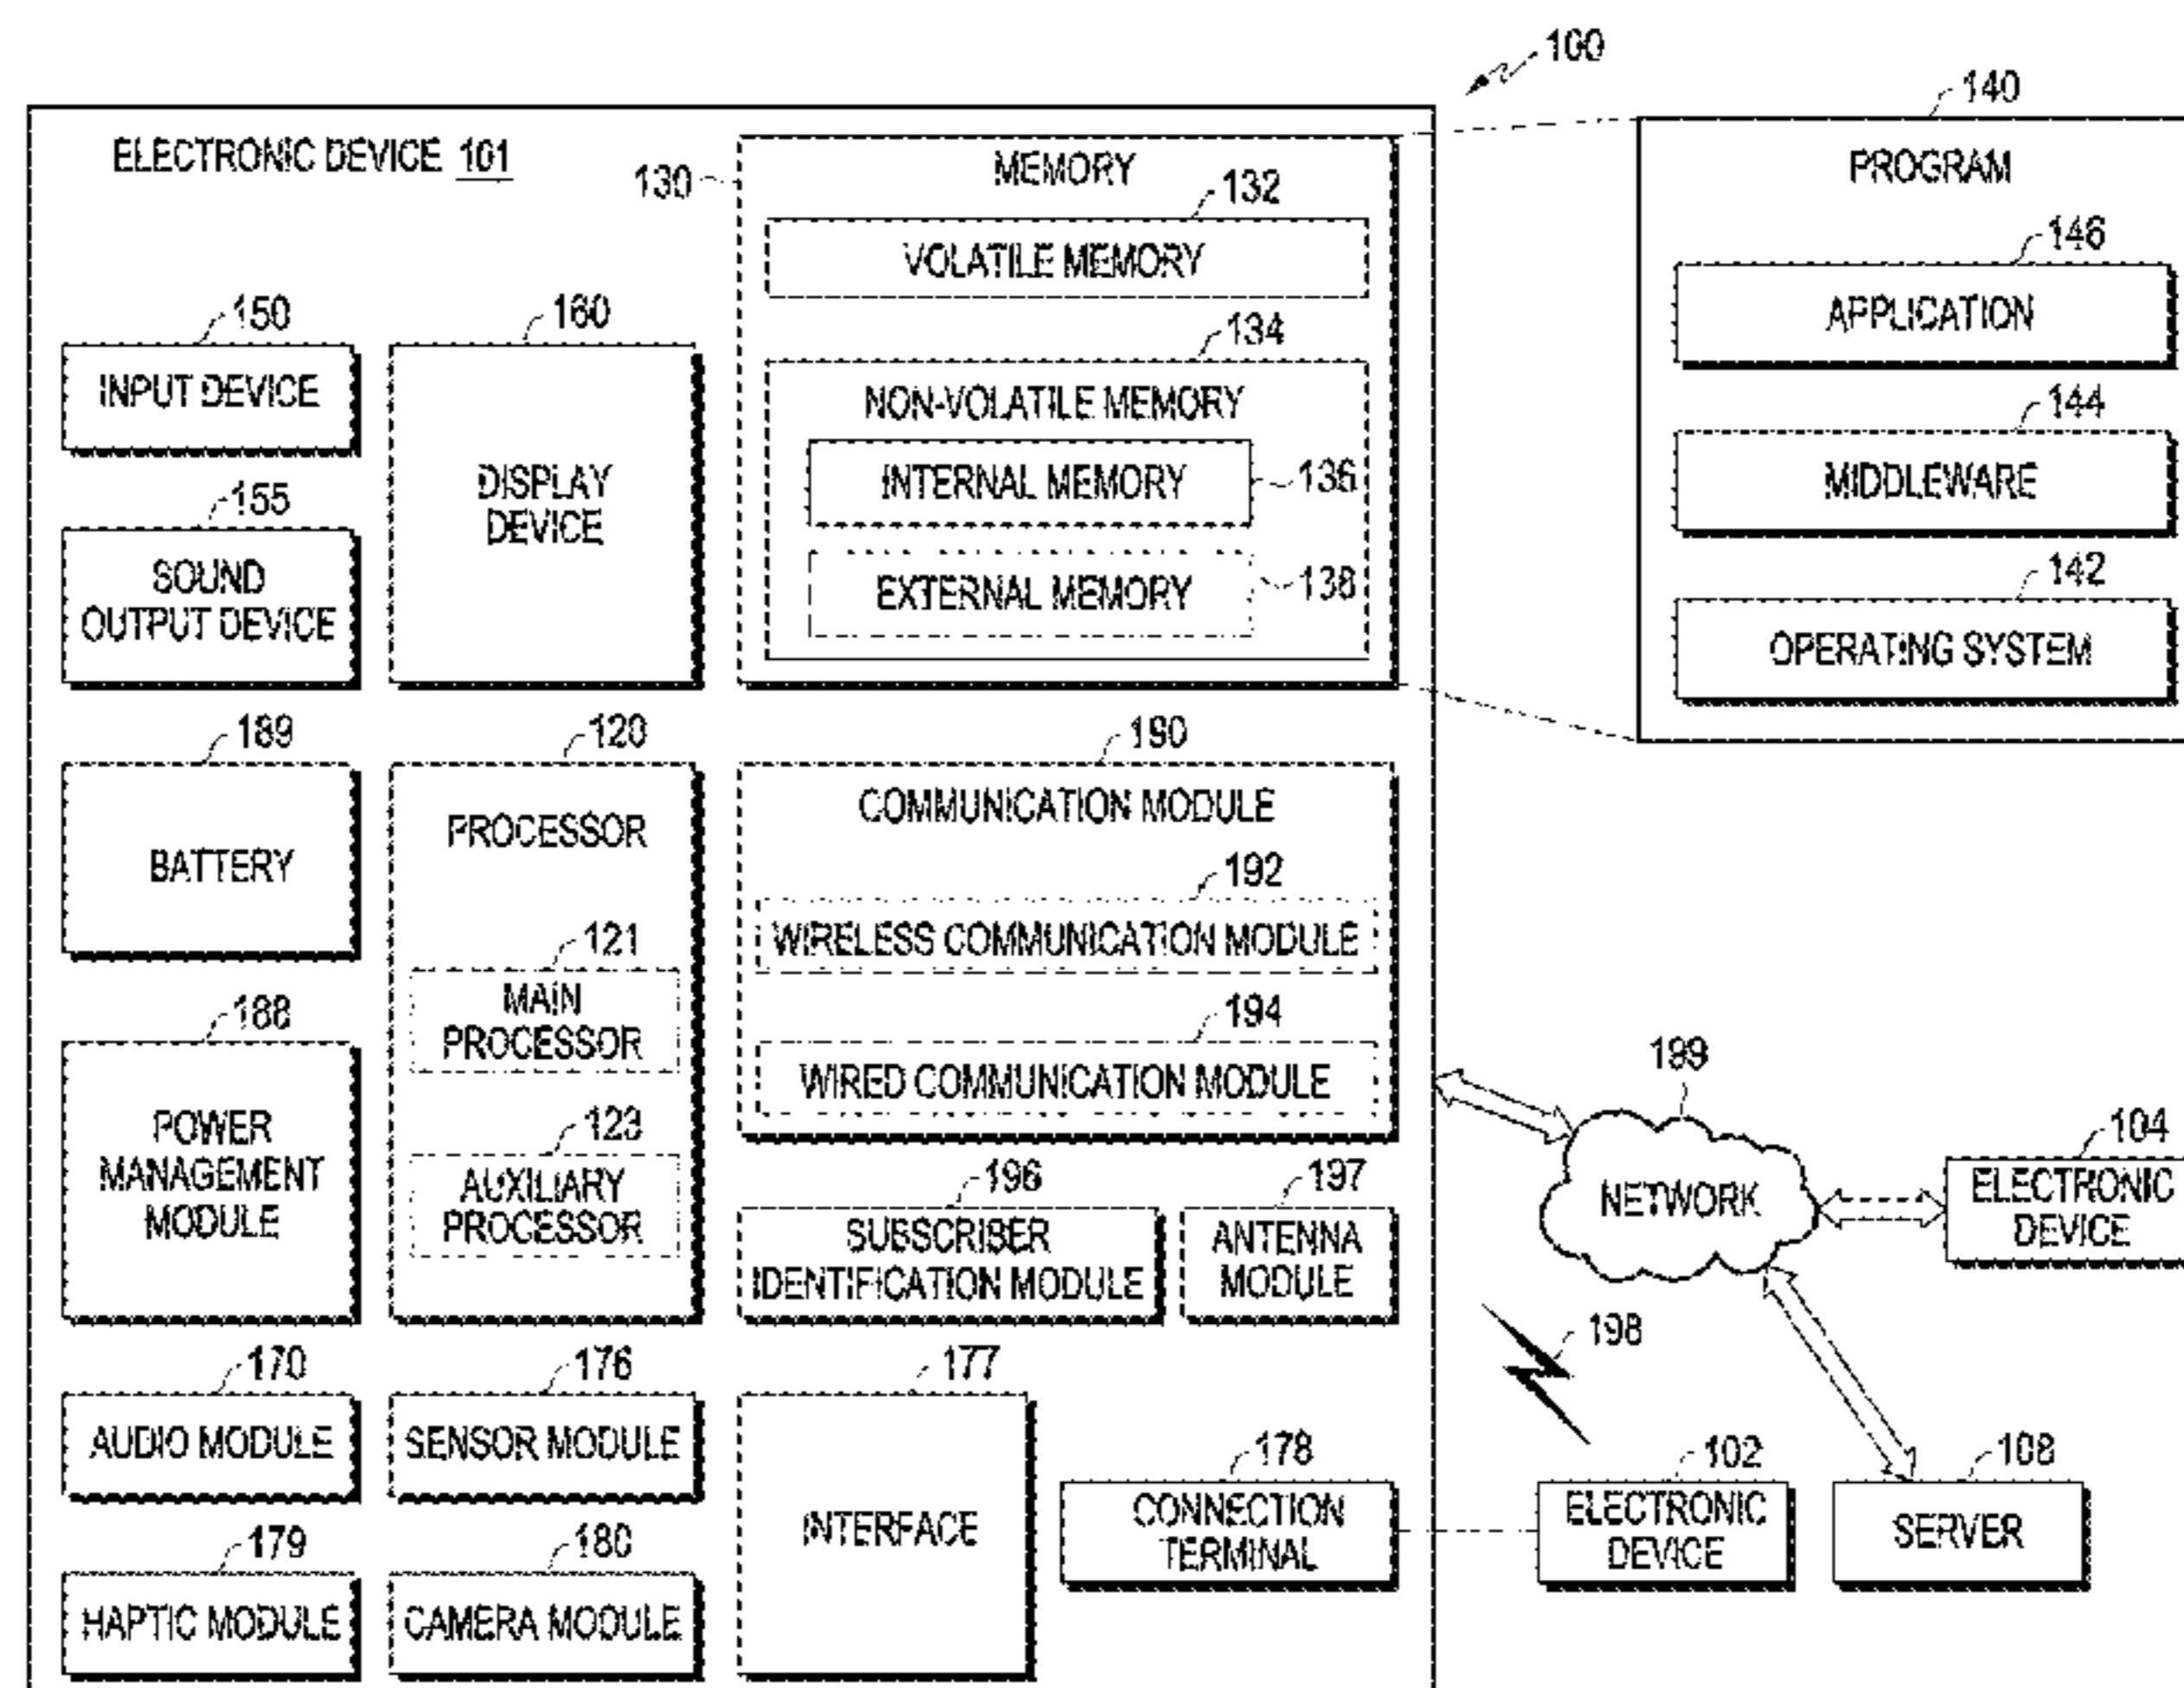 100
ELECTRONIC DEVICE 101
130
MEMORY
132
VOLATILE MEMORY
134
NON-VOLATILE MEMORY
INTERNAL MEMORY
136
EXTERNAL MEMORY
138
140
PROGRAM
146
APPLICATION
144
MIDDLEWARE
142
OPERATING SYSTEM
150
INPUT DEVICE
155
SOUND
OUTPUT DEVICE
160
DISPLAY
DEVICE
189
BATTERY
120
PROCESSOR
121
MAIN
PROCESSOR
123
AUXILIARY
PROCESSOR
190
COMMUNICATION MODULE
192
WIRELESS COMMUNICATION MODULE
194
WIRED COMMUNICATION MODULE
188
POWER
MANAGEMENT
MODULE
196
SUBSCRIBER
IDENTIFICATION MODULE
197
ANTENNA
MODULE
199
NETWORK
104
ELECTRONIC
DEVICE
198
170
AUDIO MODULE
176
SENSOR MODULE
177
INTERFACE
178
CONNECTION
TERMINAL
102
ELECTRONIC
DEVICE
108
SERVER
179
HAPTIC MODULE
180
CAMERA MODULE